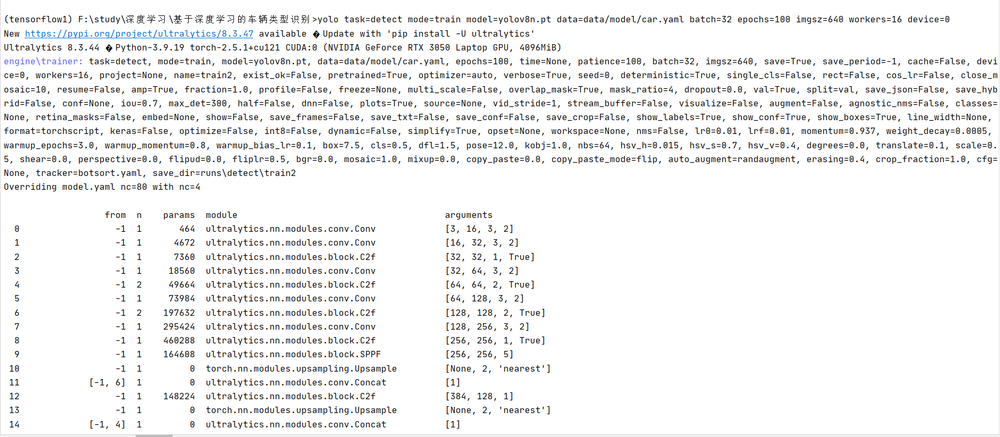 (tensorflow1) F:\study\深度学习\基于深度学习的车辆类型识别>yolo task=detect mode=train model=yolov8n.pt data=data/model/car.yaml batch=32 epochs=100 imgsz=640 workers=16 device=0
New https://pypi.org/project/ultralytics/8.3.47 available � Update with 'pip install -U ultralytics'
Ultralytics 8.3.44 � Python-3.9.19 torch-2.5.1+cu121 CUDA:0 (NVIDIA GeForce RTX 3050 Laptop GPU, 4096MiB)
engine\trainer: task=detect, mode=train, model=yolov8n.pt, data=data/model/car.yaml, epochs=100, time=None, patience=100, batch=32, imgsz=640, save=True, save_period=-1, cache=False, devi
ce=0, workers=16, project=None, name=train2, exist_ok=False, pretrained=True, optimizer=auto, verbose=True, seed=0, deterministic=True, single_cls=False, rect=False, cos_lr=False, close_m
osaic=10, resume=False, amp=True, fraction=1.0, profile=False, freeze=None, multi_scale=False, overlap_mask=True, mask_ratio=4, dropout=0.0, val=True, split=val, save_json=False, save_hyb
rid=False, conf=None, iou=0.7, max_det=300, half=False, dnn=False, plots=True, source=None, vid_stride=1, stream_buffer=False, visualize=False, augment=False, agnostic_nms=False, classes=
None, retina_masks=False, embed=None, show=False, save_frames=False, save_txt=False, save_conf=False, save_crop=False, show_labels=True, show_conf=True, show_boxes=True, line_width=None,
format=torchscript, keras=False, optimize=False, int8=False, dynamic=False, simplify=True, opset=None, workspace=None, nms=False, lr0=0.01, lrf=0.01, momentum=0.937, weight_decay=0.0005,
warmup_epochs=3.0, warmup_momentum=0.8, warmup_bias_lr=0.1, box=7.5, cls=0.5, dfl=1.5, pose=12.0, kobj=1.0, nbs=64, hsv_h=0.015, hsv_s=0.7, hsv_v=0.4, degrees=0.0, translate=0.1, scale=0.
5, shear=0.0, perspective=0.0, flipud=0.0, fliplr=0.5, bgr=0.0, mosaic=1.0, mixup=0.0, copy_paste=0.0, copy_paste_mode=flip, auto_augment=randaugment, erasing=0.4, crop_fraction=1.0, cfg=
None, tracker=botsort.yaml, save_dir=runs\detect\train2
Overriding model.yaml nc=80 with nc=4
from n params module arguments
0 -1 1 464 ultralytics.nn.modules.conv.Conv [3, 16, 3, 2]
1 -1 1 4672 ultralytics.nn.modules.conv.Conv [16, 32, 3, 2]
2 -1 1 7360 ultralytics.nn.modules.block.C2f [32, 32, 1, True]
3 -1 1 18560 ultralytics.nn.modules.conv.Conv [32, 64, 3, 2]
4 -1 2 49664 ultralytics.nn.modules.block.C2f [64, 64, 2, True]
5 -1 1 73984 ultralytics.nn.modules.conv.Conv [64, 128, 3, 2]
6 -1 2 197632 ultralytics.nn.modules.block.C2f [128, 128, 2, True]
7 -1 1 295424 ultralytics.nn.modules.conv.Conv [128, 256, 3, 2]
8 -1 1 460288 ultralytics.nn.modules.block.C2f [256, 256, 1, True]
9 -1 1 164608 ultralytics.nn.modules.block.SPPF [256, 256, 5]
10 -1 1 0 torch.nn.modules.upsampling.Upsample [None, 2, 'nearest']
11 [-1, 6] 1 0 ultralytics.nn.modules.conv.Concat [1]
12 -1 1 148224 ultralytics.nn.modules.block.C2f [384, 128, 1]
13 -1 1 0 torch.nn.modules.upsampling.Upsample [None, 2, 'nearest']
14 [-1, 4] 1 0 ultralytics.nn.modules.conv.Concat [1]